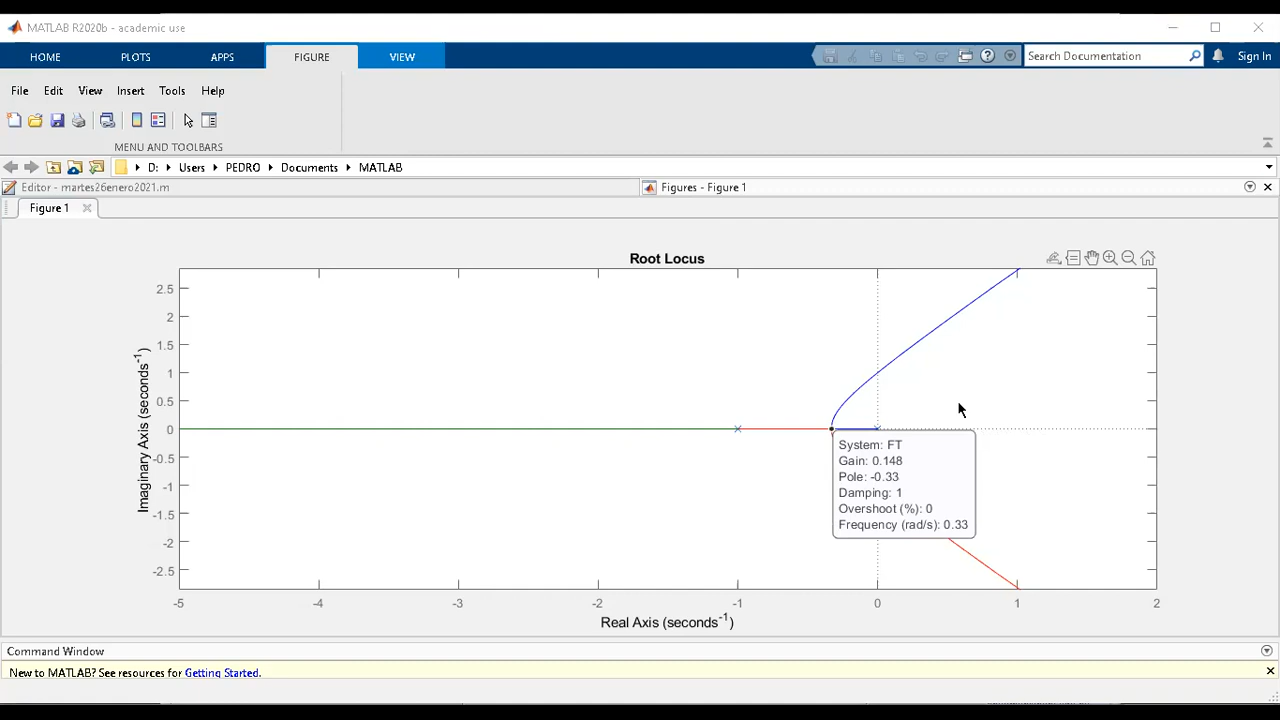 MATLAB R2020b - academic use
HOME PLOTS APPS FIGURE VIEW Search Documentation Sign In
File Edit View Insert Tools Help
MENU AND TOOLBARS
D: Users PEDRO Documents MATLAB
Editor - martes26enero2021.m Figures - Figure 1
Figure 1
Root Locus
Imaginary Axis (seconds-1)
2.5
2
1.5
1
0.5
0
-0.5
-1
-1.5
-2
-2.5
System: FT
Gain: 0.148
Pole: -0.33
Damping: 1
Overshoot (%): 0
Frequency (rad/s): 0.33
-5 -4 -3 -2 -1 0 1 2
Real Axis (seconds-1)
Command Window
New to MATLAB? See resources for Getting Started.